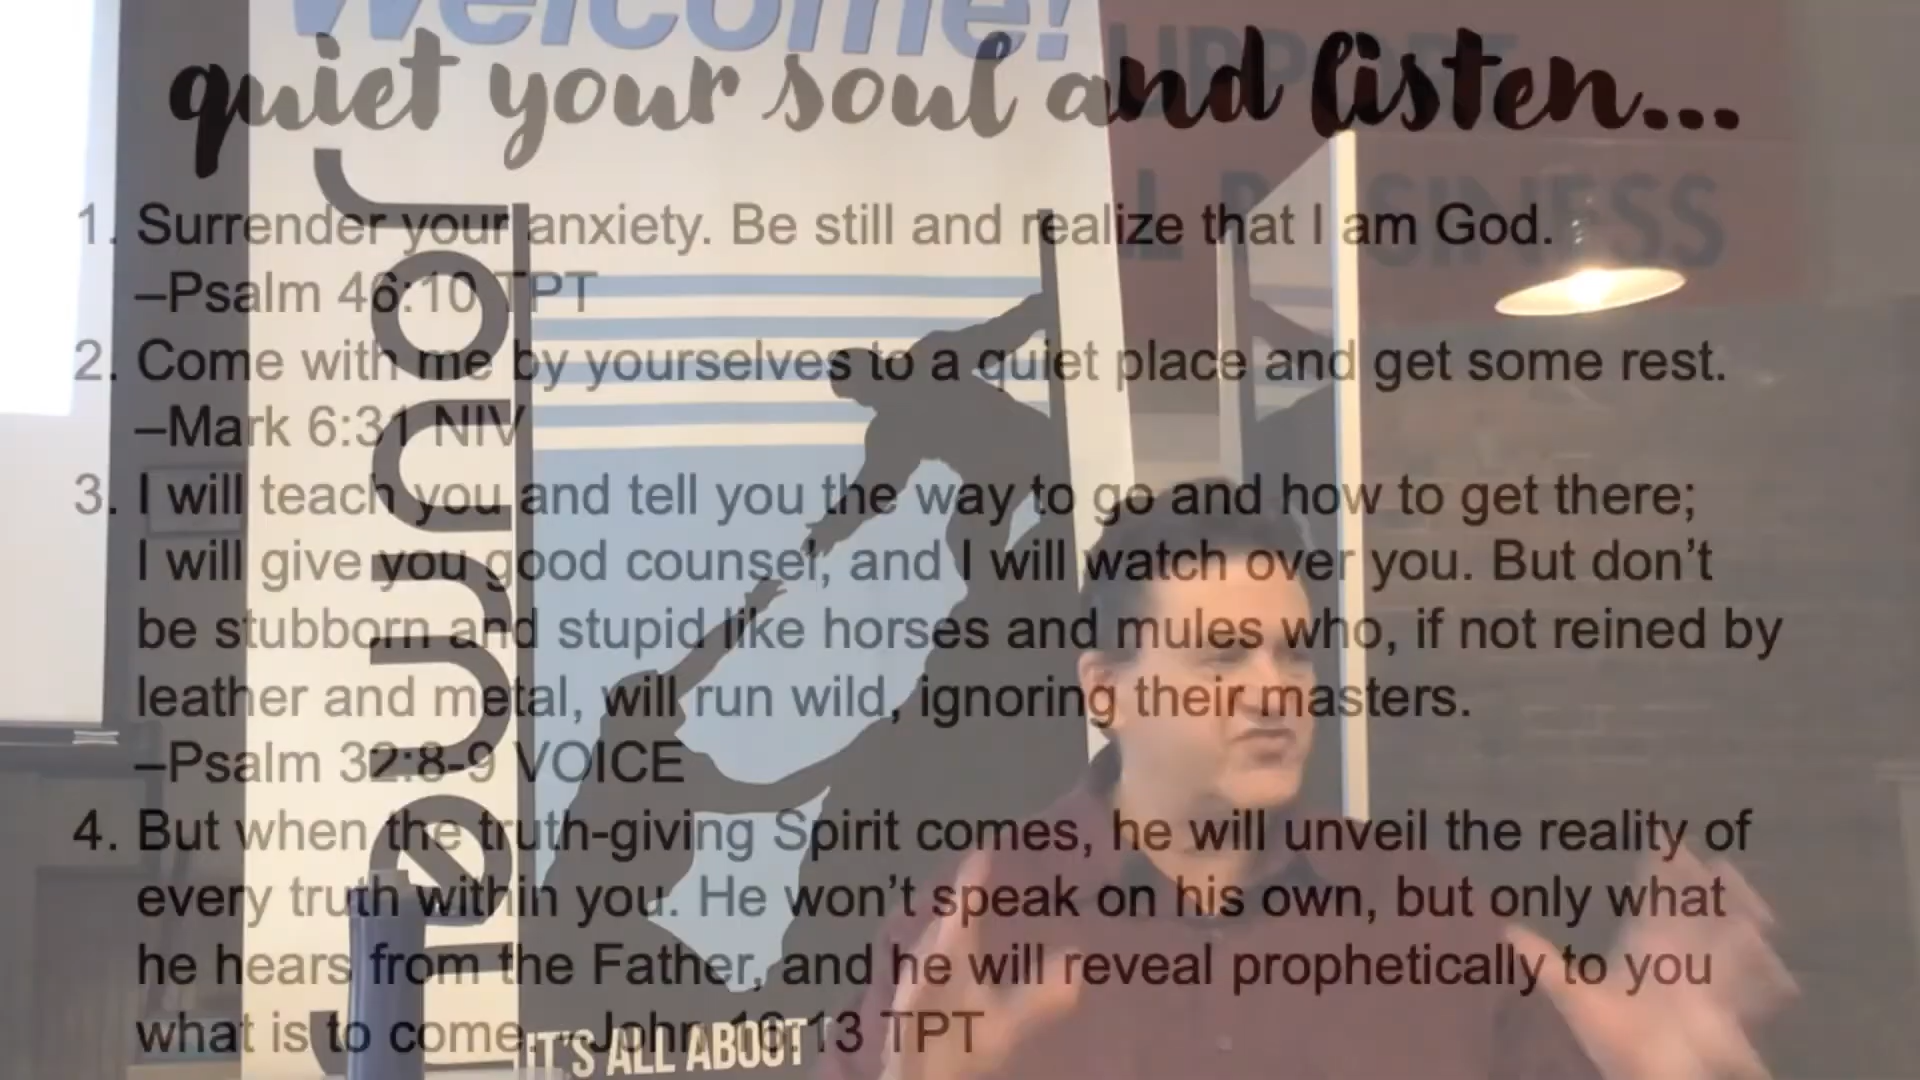 Welcome!
quiet your soul and listen...
1. Surrender your anxiety. Be still and realize that I am God.
–Psalm 46:10 TPT
2. Come with me by yourselves to a quiet place and get some rest.
–Mark 6:31 NIV
3. I will teach you and tell you the way to go and how to get there;
I will give you good counsel, and I will watch over you. But don’t
be stubborn and stupid like horses and mules who, if not reined by
leather and metal, will run wild, ignoring their masters.
–Psalm 32:8-9 VOICE
4. But when the truth-giving Spirit comes, he will unveil the reality of
every truth within you. He won’t speak on his own, but only what
he hears from the Father, and he will reveal prophetically to you
what is to come. –John 16:13 TPT
Journey
IT'S ALL ABOUT